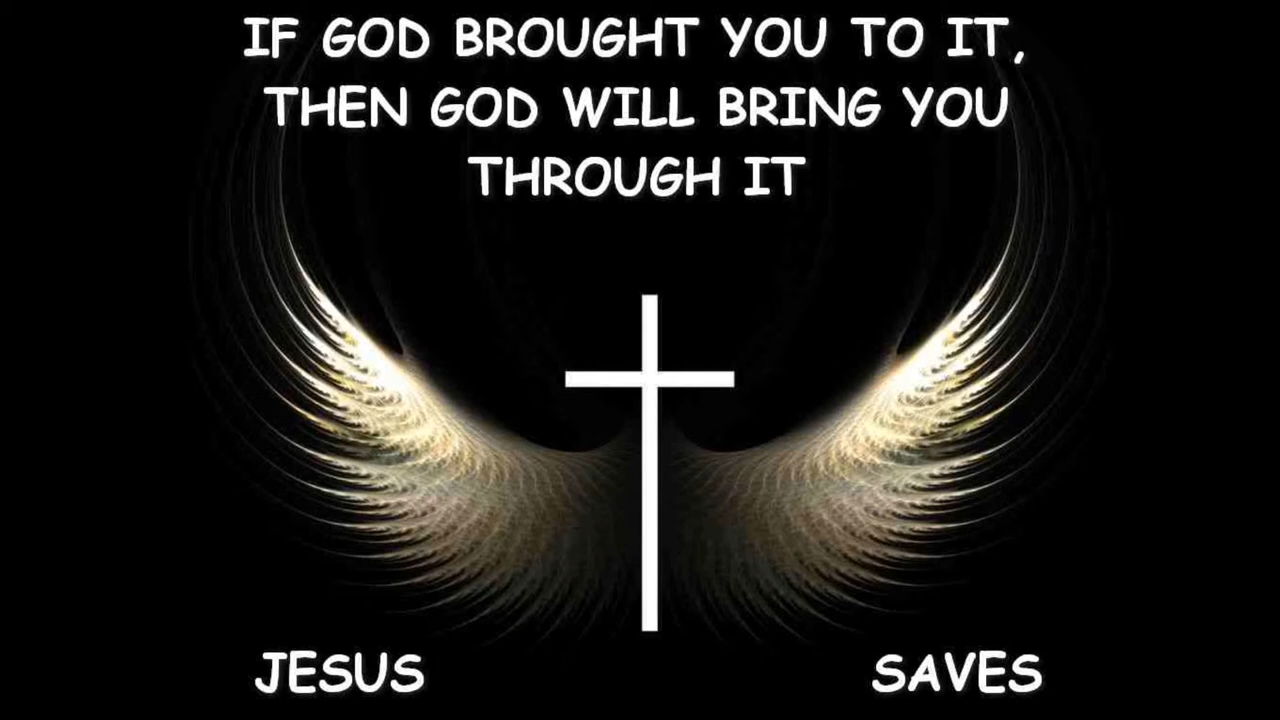 IF GOD BROUGHT YOU TO IT,
THEN GOD WILL BRING YOU
THROUGH IT
JESUS SAVES